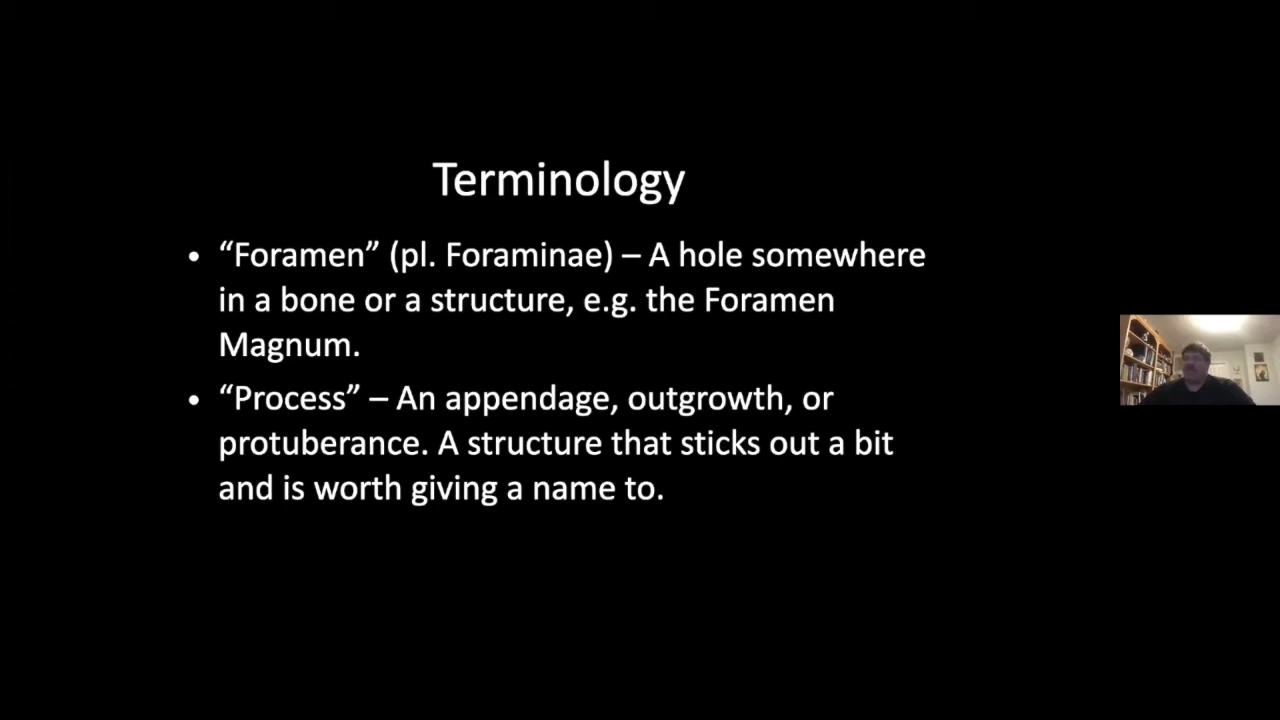 Terminology
• “Foramen” (pl. Foraminae) – A hole somewhere
in a bone or a structure, e.g. the Foramen
Magnum.
• “Process” – An appendage, outgrowth, or
protuberance. A structure that sticks out a bit
and is worth giving a name to.